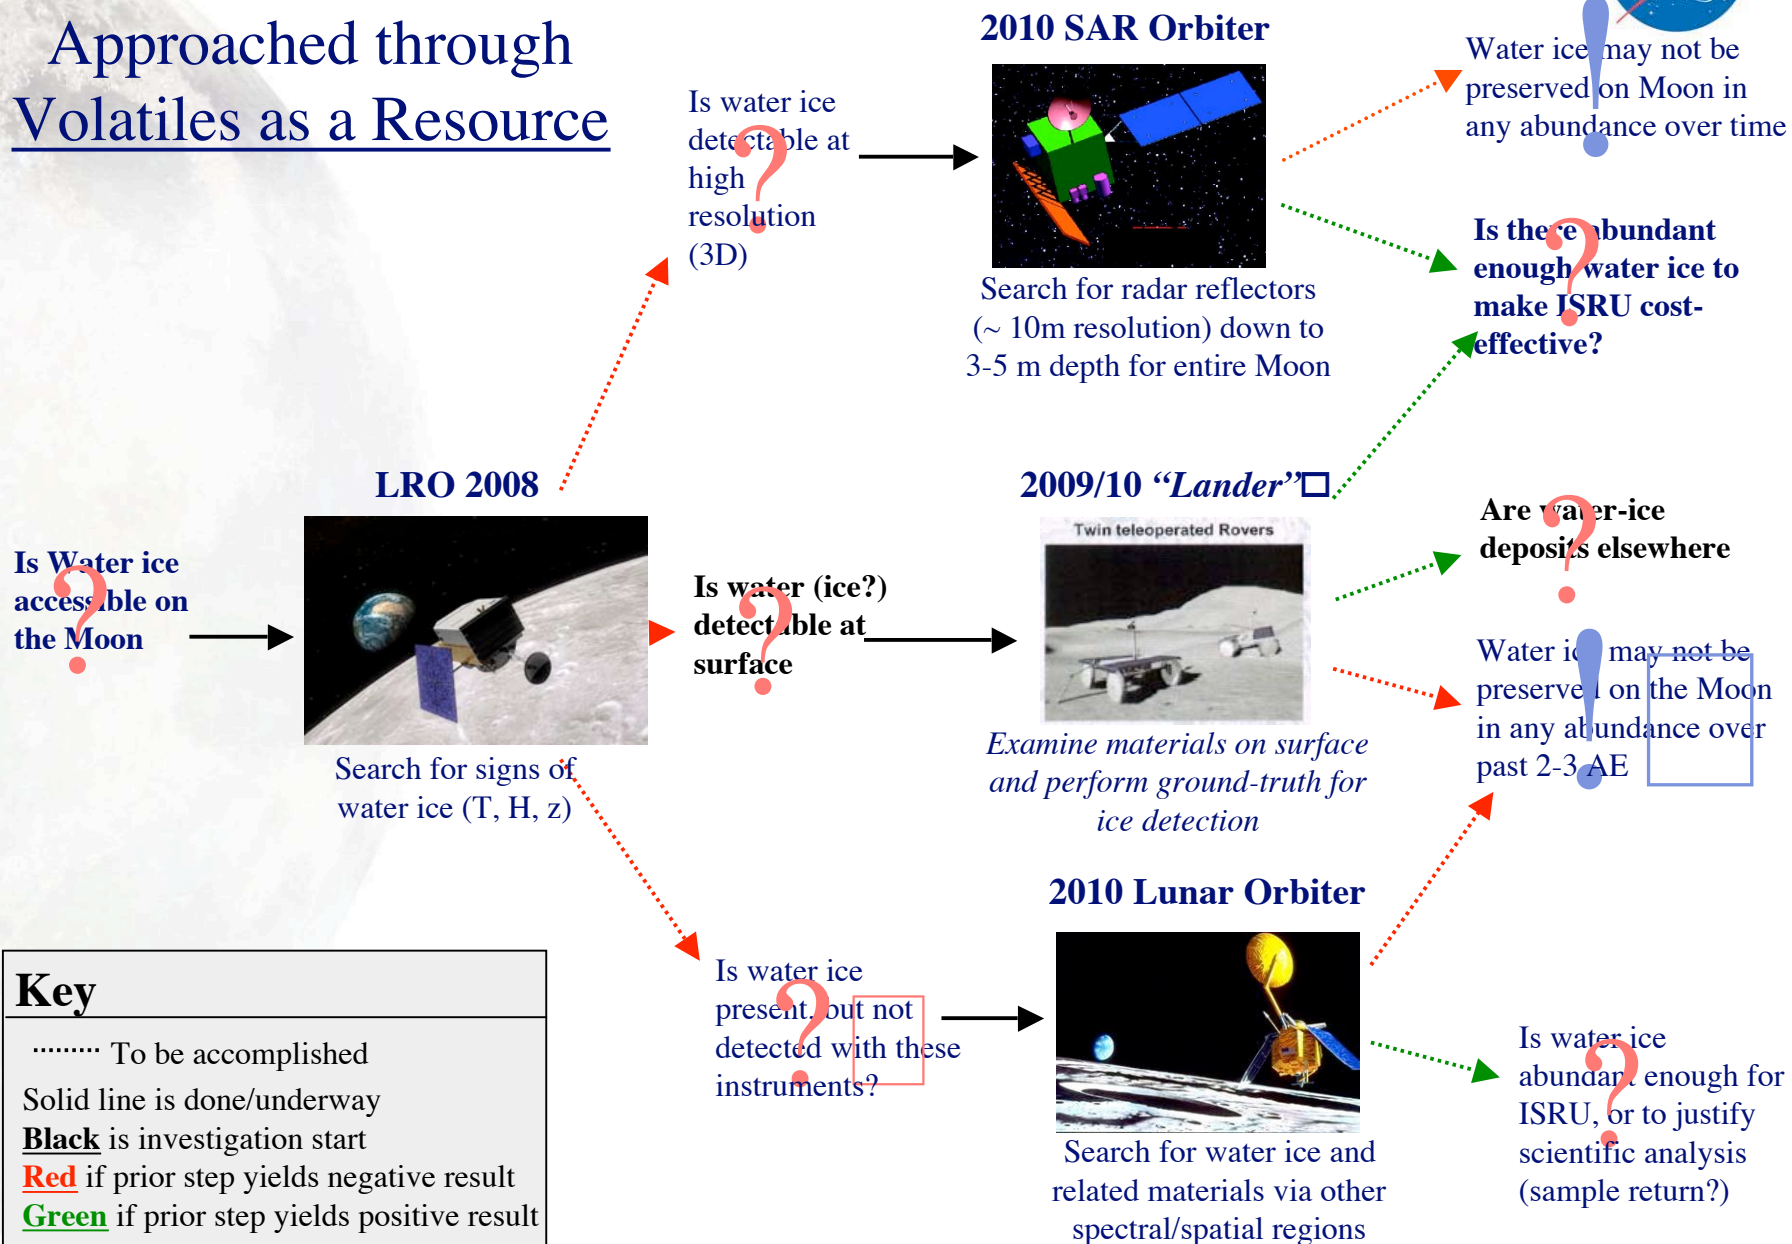 Approached through
Volatiles as a Resource
2010 SAR Orbiter
Is water ice
detectable at
high
resolution
(3D)
Search for radar reflectors
(~ 10m resolution) down to
3-5 m depth for entire Moon
Water ice may not be
preserved on Moon in
any abundance over time
Is there abundant
enough water ice to
make ISRU cost-
effective?
LRO 2008
Is Water ice
accessible on
the Moon
Search for signs of
water ice (T, H, z)
Is water (ice?)
detectable at
surface
2009/10 “Lander”
Twin teleoperated Rovers
Examine materials on surface
and perform ground-truth for
ice detection
Are water-ice
deposits elsewhere
Water ice may not be
preserved on the Moon
in any abundance over
past 2-3 AE
2010 Lunar Orbiter
Is water ice
present, but not
detected with these
instruments?
Search for water ice and
related materials via other
spectral/spatial regions
Is water ice
abundant enough for
ISRU, or to justify
scientific analysis
(sample return?)
Key
......... To be accomplished
Solid line is done/underway
Black is investigation start
Red if prior step yields negative result
Green if prior step yields positive result
?
?
?
?
?
?
?
!
!